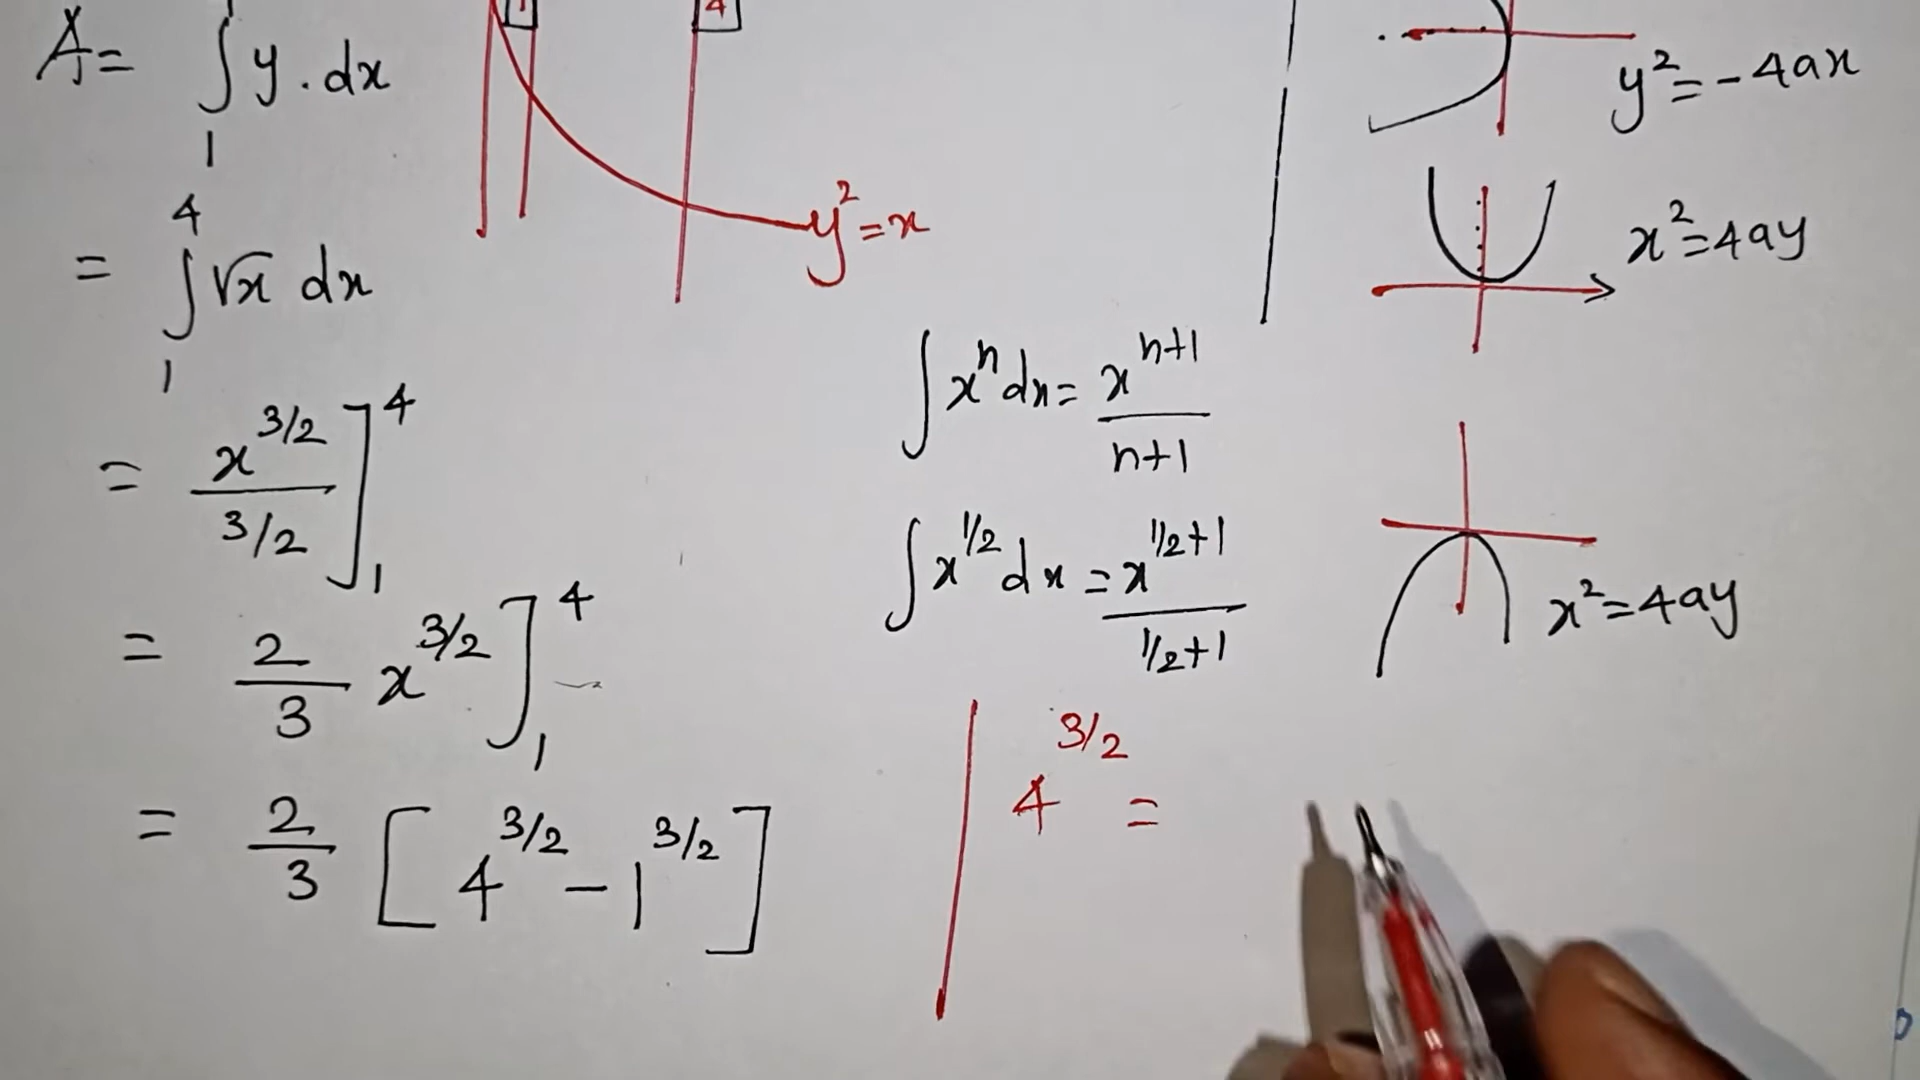 A = ∫ y . dx
1
y² = -4ax
y² = x
= ∫₁⁴ √x dx
x² = 4ay
= x^(3/2) / (3/2) ]₁⁴
∫ xⁿ dx = x^(n+1) / (n+1)
= 2/3 x^(3/2) ]₁⁴
∫ x^(1/2) dx = x^(1/2+1) / (1/2+1)
x² = 4ay
= 2/3 [ 4^(3/2) - 1^(3/2) ]
4^(3/2) =